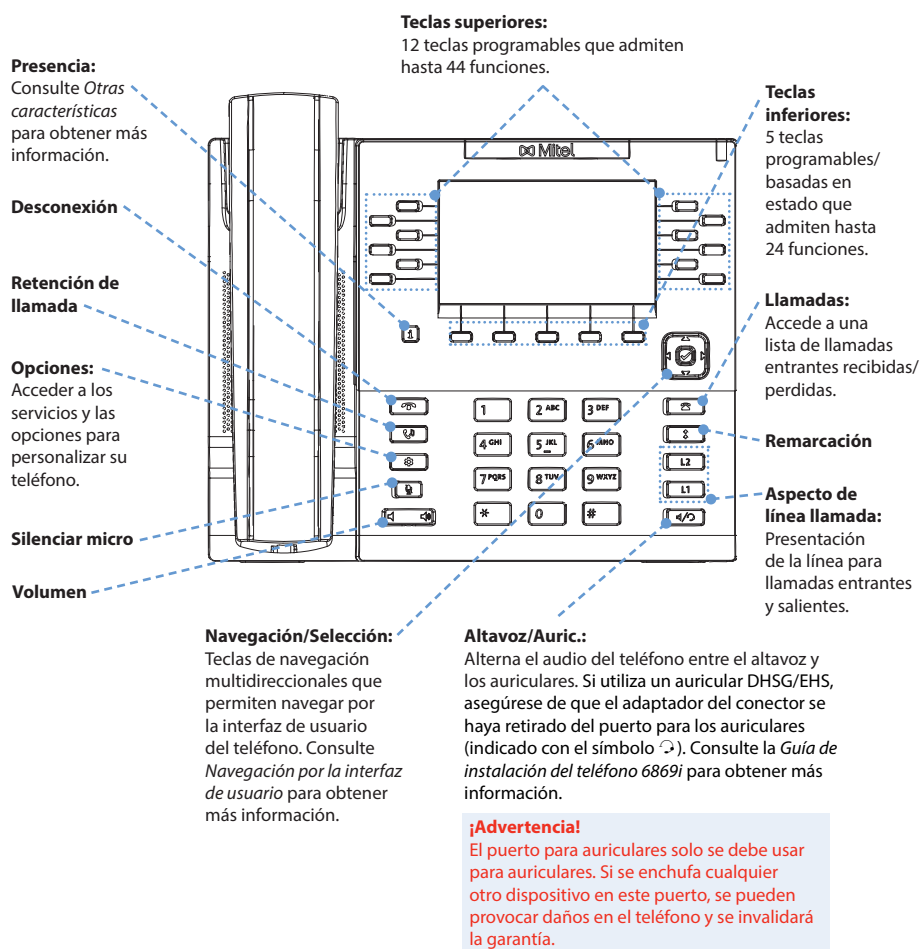 Teclas superiores:
12 teclas programables que admiten
hasta 44 funciones.
Presencia:
Consulte Otras
características
para obtener más
información.
Desconexión
Retención de
llamada
Opciones:
Acceder a los
servicios y las
opciones para
personalizar su
teléfono.
Silenciar micro
Volumen
Mitel
1
2 ABC
3 DEF
4 GHI
5 JKL
6 MNO
7 PQRS
8 TUV
9 WXYZ
*
0
#
L2
L1
Teclas
inferiores:
5 teclas
programables/
basadas en
estado que
admiten hasta
24 funciones.
Llamadas:
Accede a una
lista de llamadas
entrantes recibidas/
perdidas.
Remarcación
Aspecto de
línea llamada:
Presentación
de la línea para
llamadas entrantes
y salientes.
Navegación/Selección:
Teclas de navegación
multidireccionales que
permiten navegar por
la interfaz de usuario
del teléfono. Consulte
Navegación por la interfaz
de usuario para obtener
más información.
Altavoz/Auric.:
Alterna el audio del teléfono entre el altavoz y
los auriculares. Si utiliza un auricular DHSG/EHS,
asegúrese de que el adaptador del conector se
haya retirado del puerto para los auriculares
(indicado con el símbolo ). Consulte la Guía de
instalación del teléfono 6869i para obtener más
información.
¡Advertencia!
El puerto para auriculares solo se debe usar
para auriculares. Si se enchufa cualquier
otro dispositivo en este puerto, se pueden
provocar daños en el teléfono y se invalidará
la garantía.